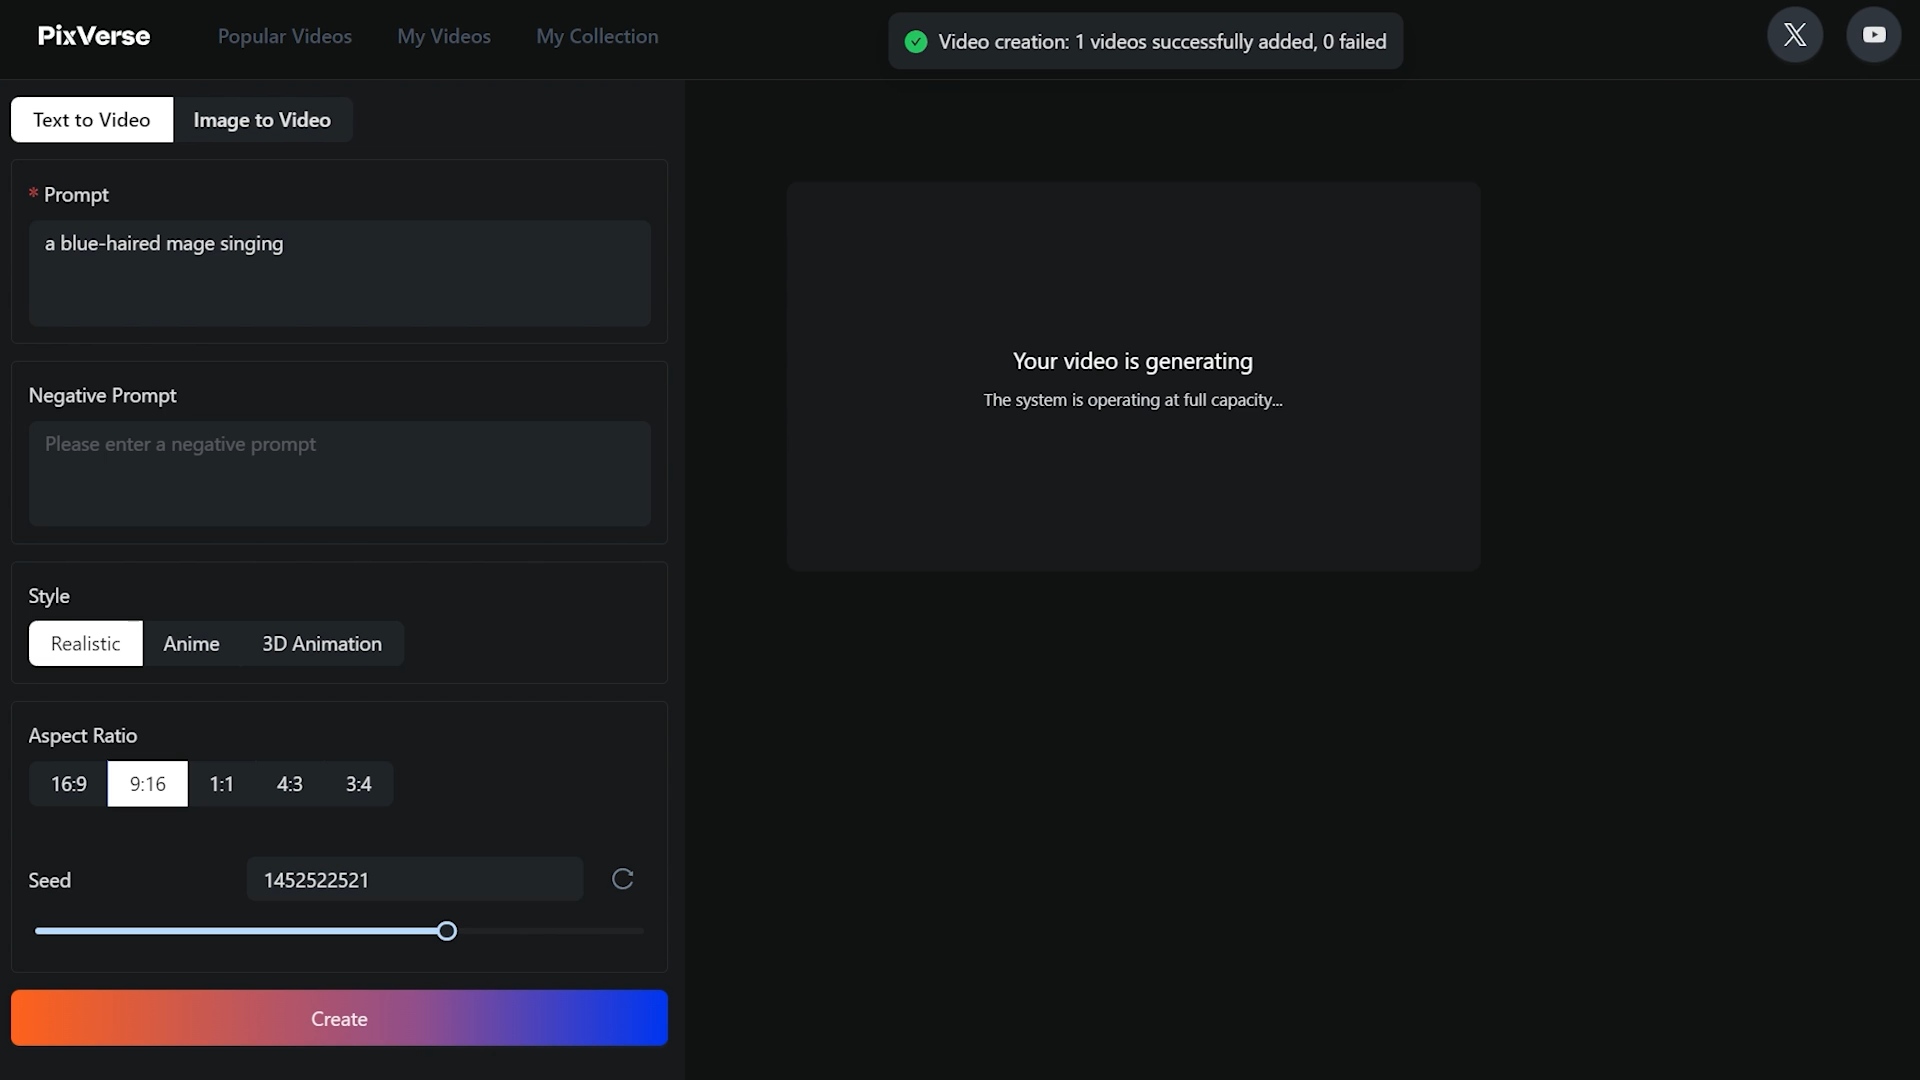 PixVerse
Popular Videos
My Videos
My Collection
Video creation: 1 videos successfully added, 0 failed
X
Text to Video
Image to Video
* Prompt
a blue-haired mage singing
Negative Prompt
Please enter a negative prompt
Style
Realistic
Anime
3D Animation
Aspect Ratio
16:9
9:16
1:1
4:3
3:4
Seed
1452522521
Create
Your video is generating
The system is operating at full capacity...